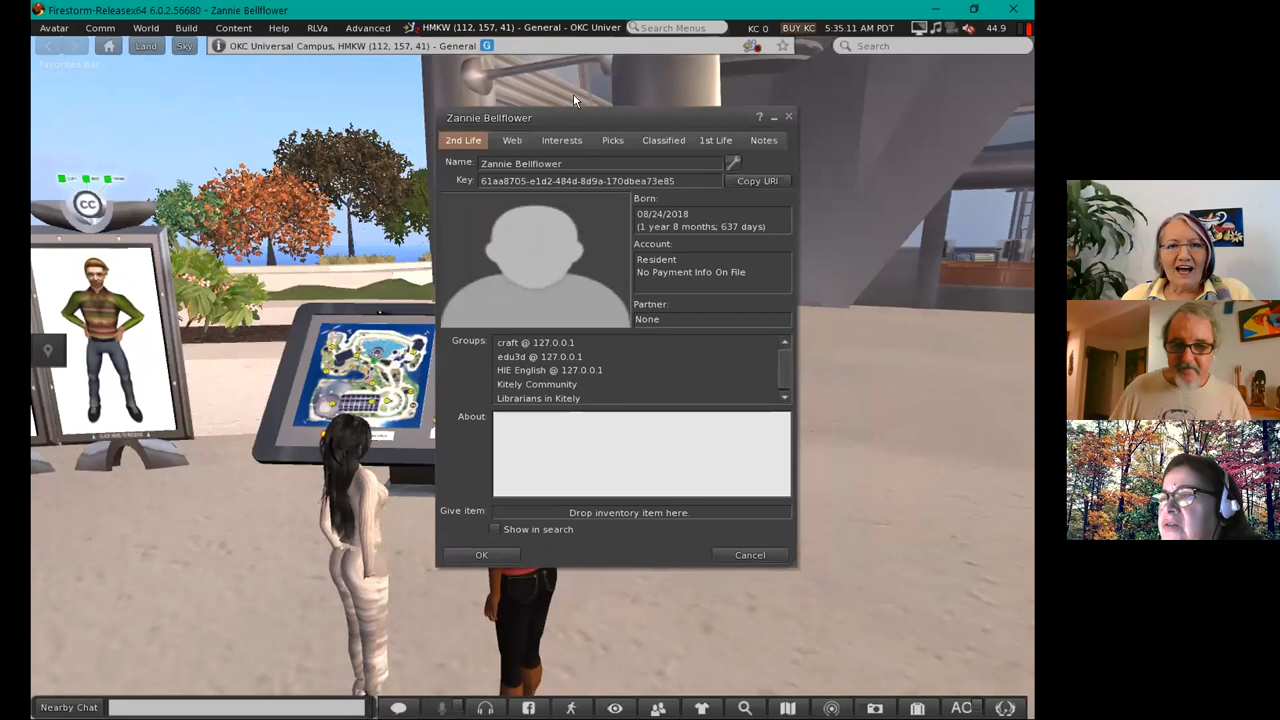 Firestorm-Releasex64 6.0.2.56680 - Zannie Bellflower
Avatar Comm World Build Content Help RLVa Advanced HMKW (112, 157, 41) - General - OKC Univer Search Menus KC 0 BUY KC 5:35:11 AM PDT 44.9
Land Sky OKC Universal Campus, HMKW (112, 157, 41) - General G Search
Favorites Bar
Zannie Bellflower
2nd Life Web Interests Picks Classified 1st Life Notes
Name: Zannie Bellflower
Key: 61aa8705-e1d2-484d-8d9a-170dbea73e85 Copy URI
Born:
08/24/2018
(1 year 8 months; 637 days)
Account:
Resident
No Payment Info On File
Partner:
None
Groups:
craft @ 127.0.0.1
edu3d @ 127.0.0.1
HIE English @ 127.0.0.1
Kitely Community
Librarians in Kitely
About:
Give item: Drop inventory item here.
Show in search
OK Cancel
CC
Nearby Chat
AO